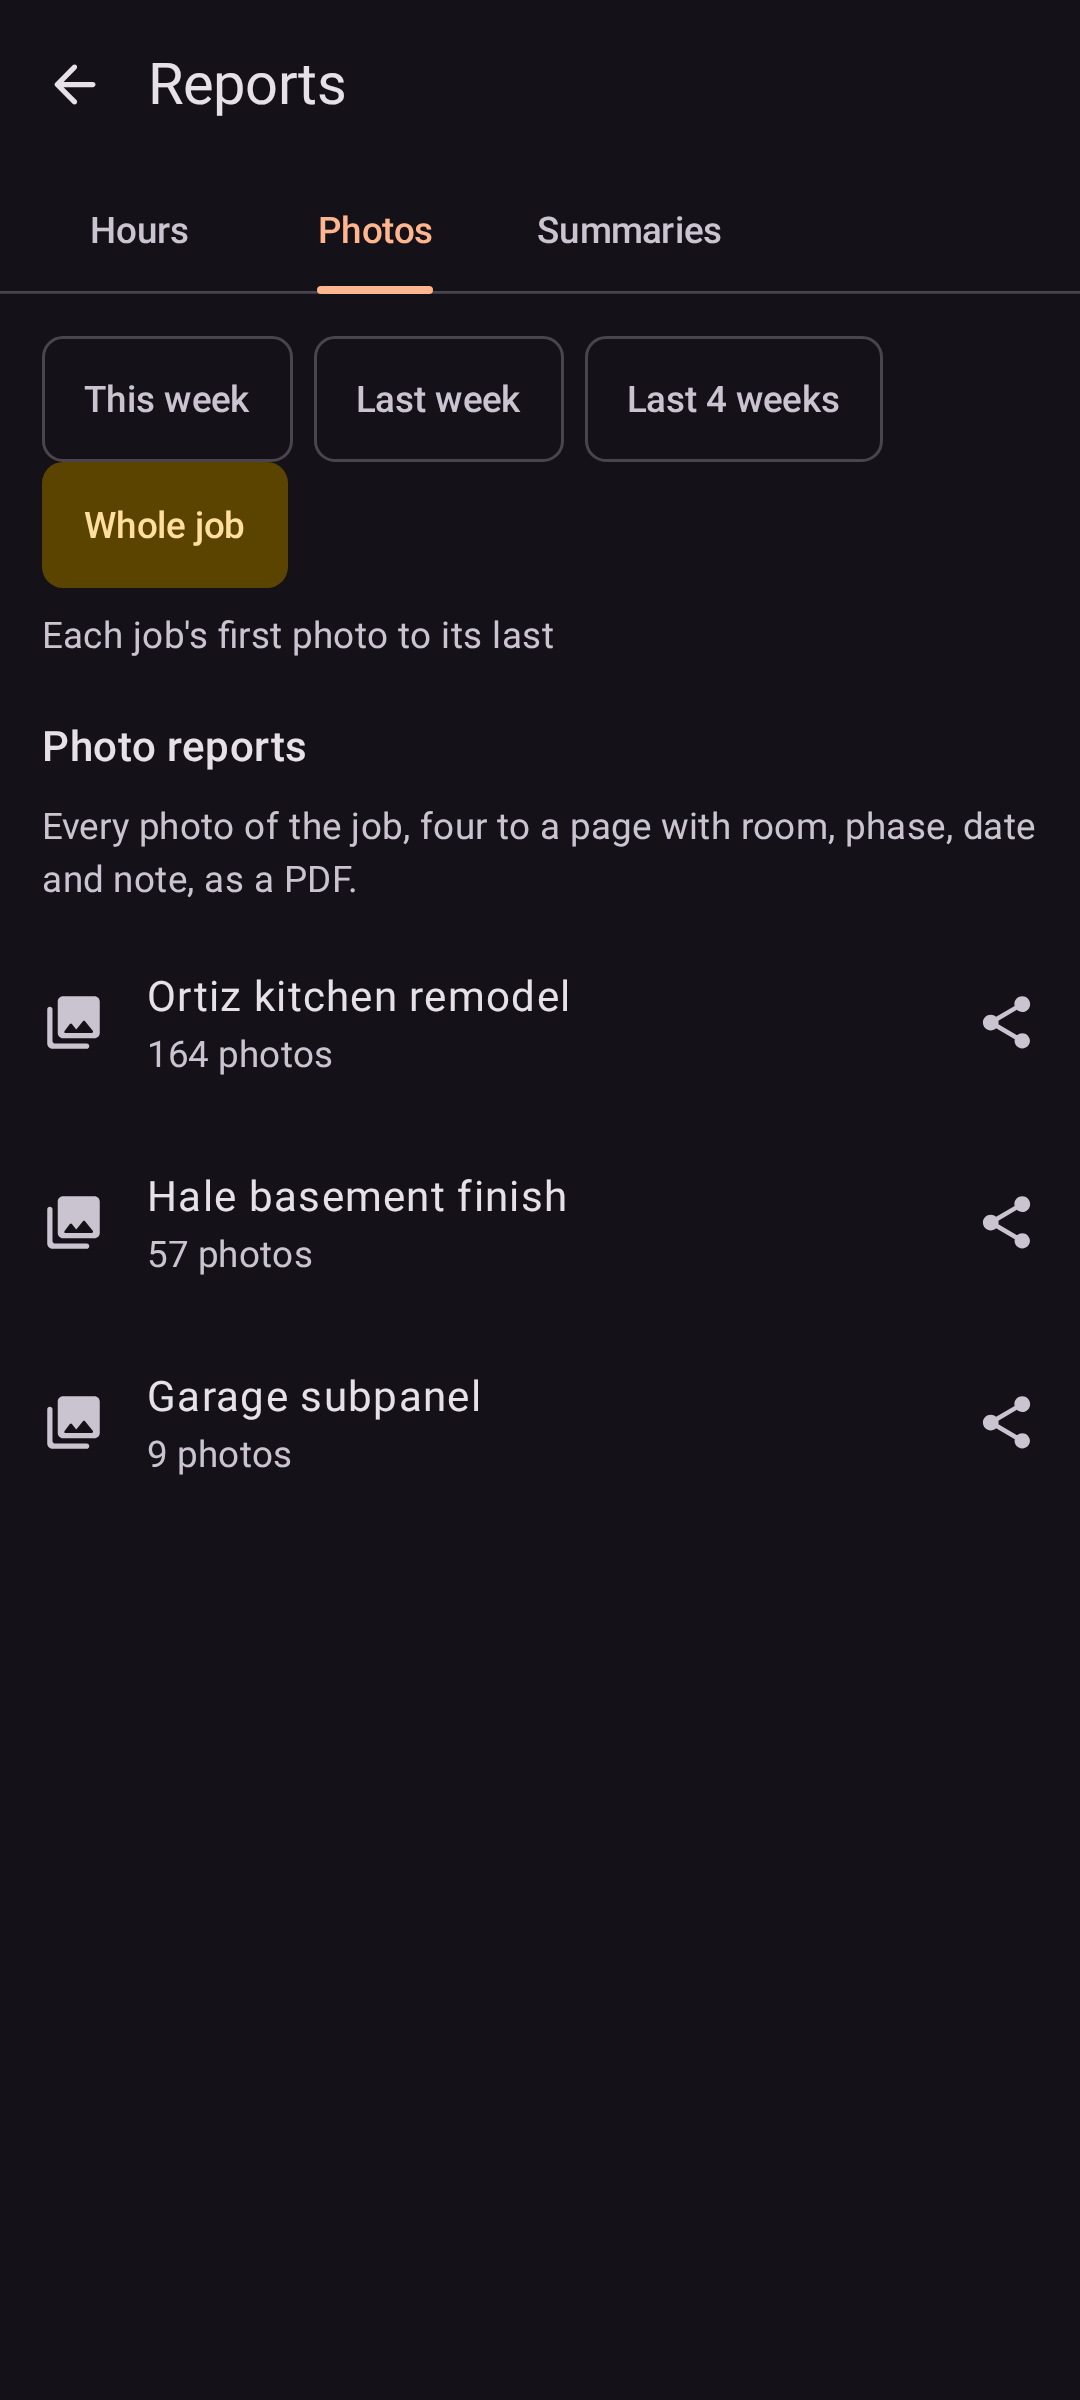 Reports
Hours Photos Summaries
This week Last week Last 4 weeks
Whole job
Each job's first photo to its last
Photo reports
Every photo of the job, four to a page with room, phase, date
and note, as a PDF.
Ortiz kitchen remodel
164 photos
Hale basement finish
57 photos
Garage subpanel
9 photos